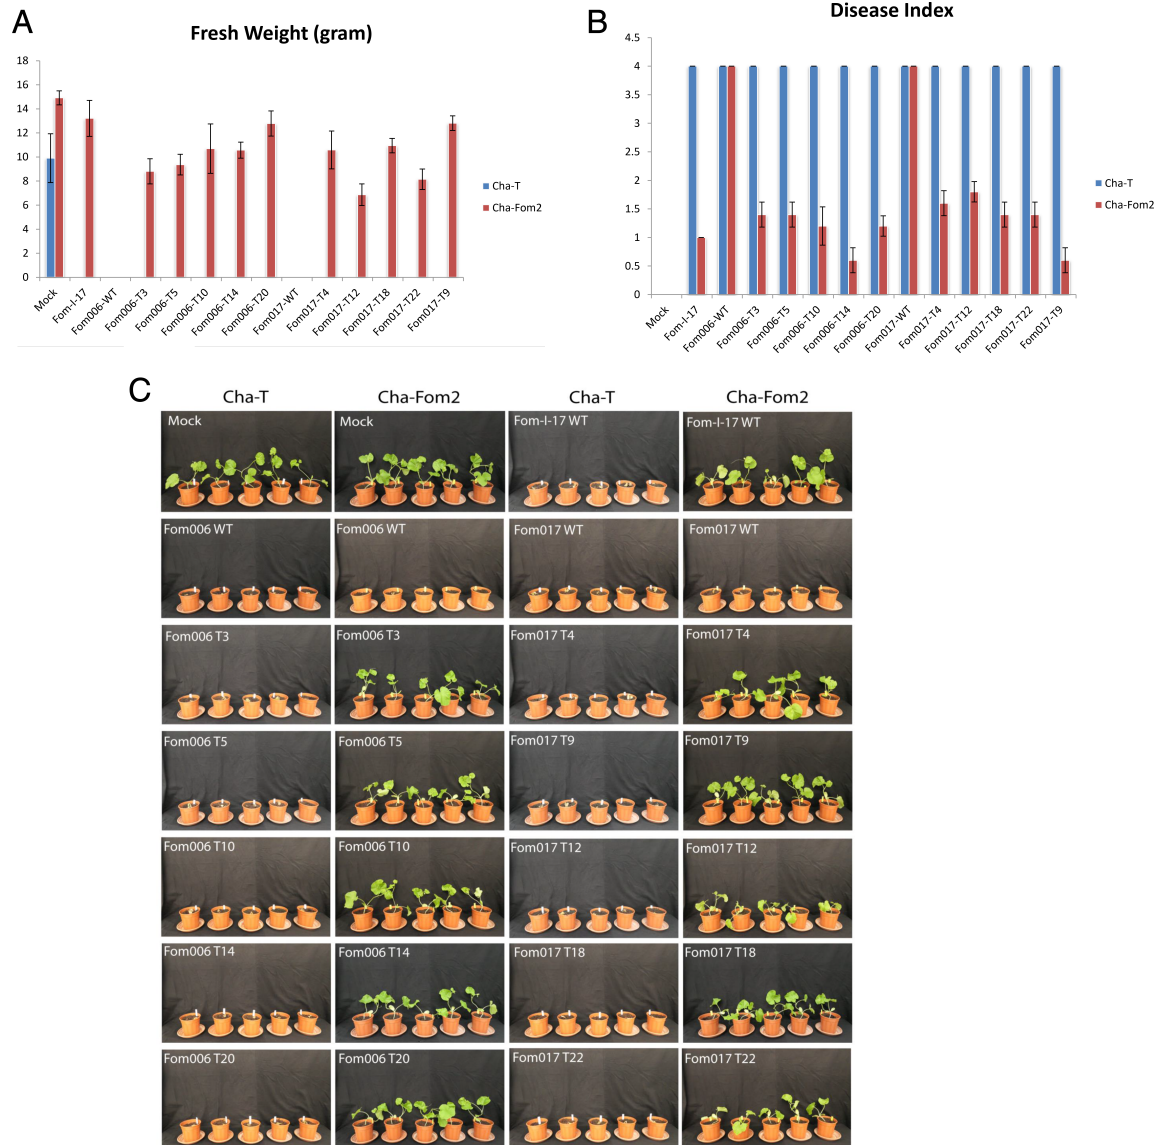 A
Fresh Weight (gram)
18
16
14
12
10
8
6
4
2
0
Mock
Fom-I-17
Fom006-WT
Fom006-T3
Fom006-T5
Fom006-T10
Fom006-T14
Fom006-T20
Fom017-WT
Fom017-T4
Fom017-T12
Fom017-T18
Fom017-T22
Fom017-T9
Cha-T
Cha-Fom2
B
Disease Index
4.5
4
3.5
3
2.5
2
1.5
1
0.5
0
Mock
Fom-I-17
Fom006-WT
Fom006-T3
Fom006-T5
Fom006-T10
Fom006-T14
Fom006-T20
Fom017-WT
Fom017-T4
Fom017-T12
Fom017-T18
Fom017-T22
Fom017-T9
Cha-T
Cha-Fom2
C
Cha-T Cha-Fom2 Cha-T Cha-Fom2
Mock Mock Fom-I-17 WT Fom-I-17 WT
Fom006 WT Fom006 WT Fom017 WT Fom017 WT
Fom006 T3 Fom006 T3 Fom017 T4 Fom017 T4
Fom006 T5 Fom006 T5 Fom017 T9 Fom017 T9
Fom006 T10 Fom006 T10 Fom017 T12 Fom017 T12
Fom006 T14 Fom006 T14 Fom017 T18 Fom017 T18
Fom006 T20 Fom006 T20 Fom017 T22 Fom017 T22